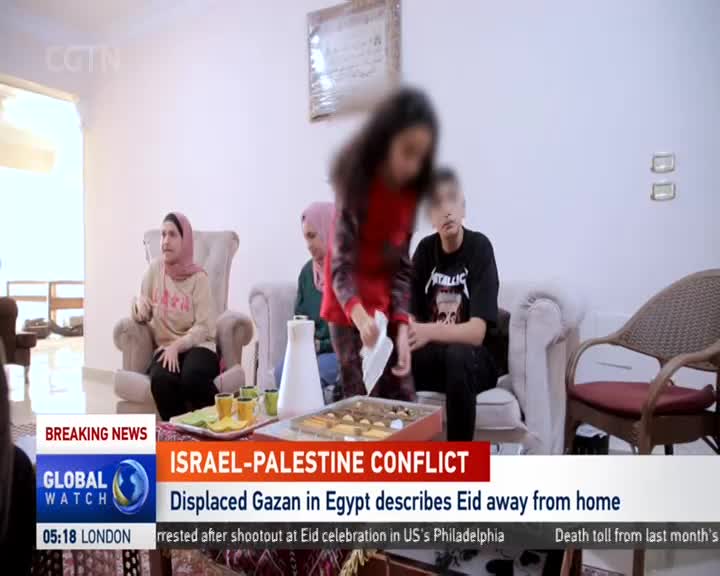 CGTN
METALLICA
BREAKING NEWS
ISRAEL-PALESTINE CONFLICT
GLOBAL
WATCH
Displaced Gazan in Egypt describes Eid away from home
05:18 LONDON
rrested after shootout at Eid celebration in US's Philadelphia Death toll from last month's